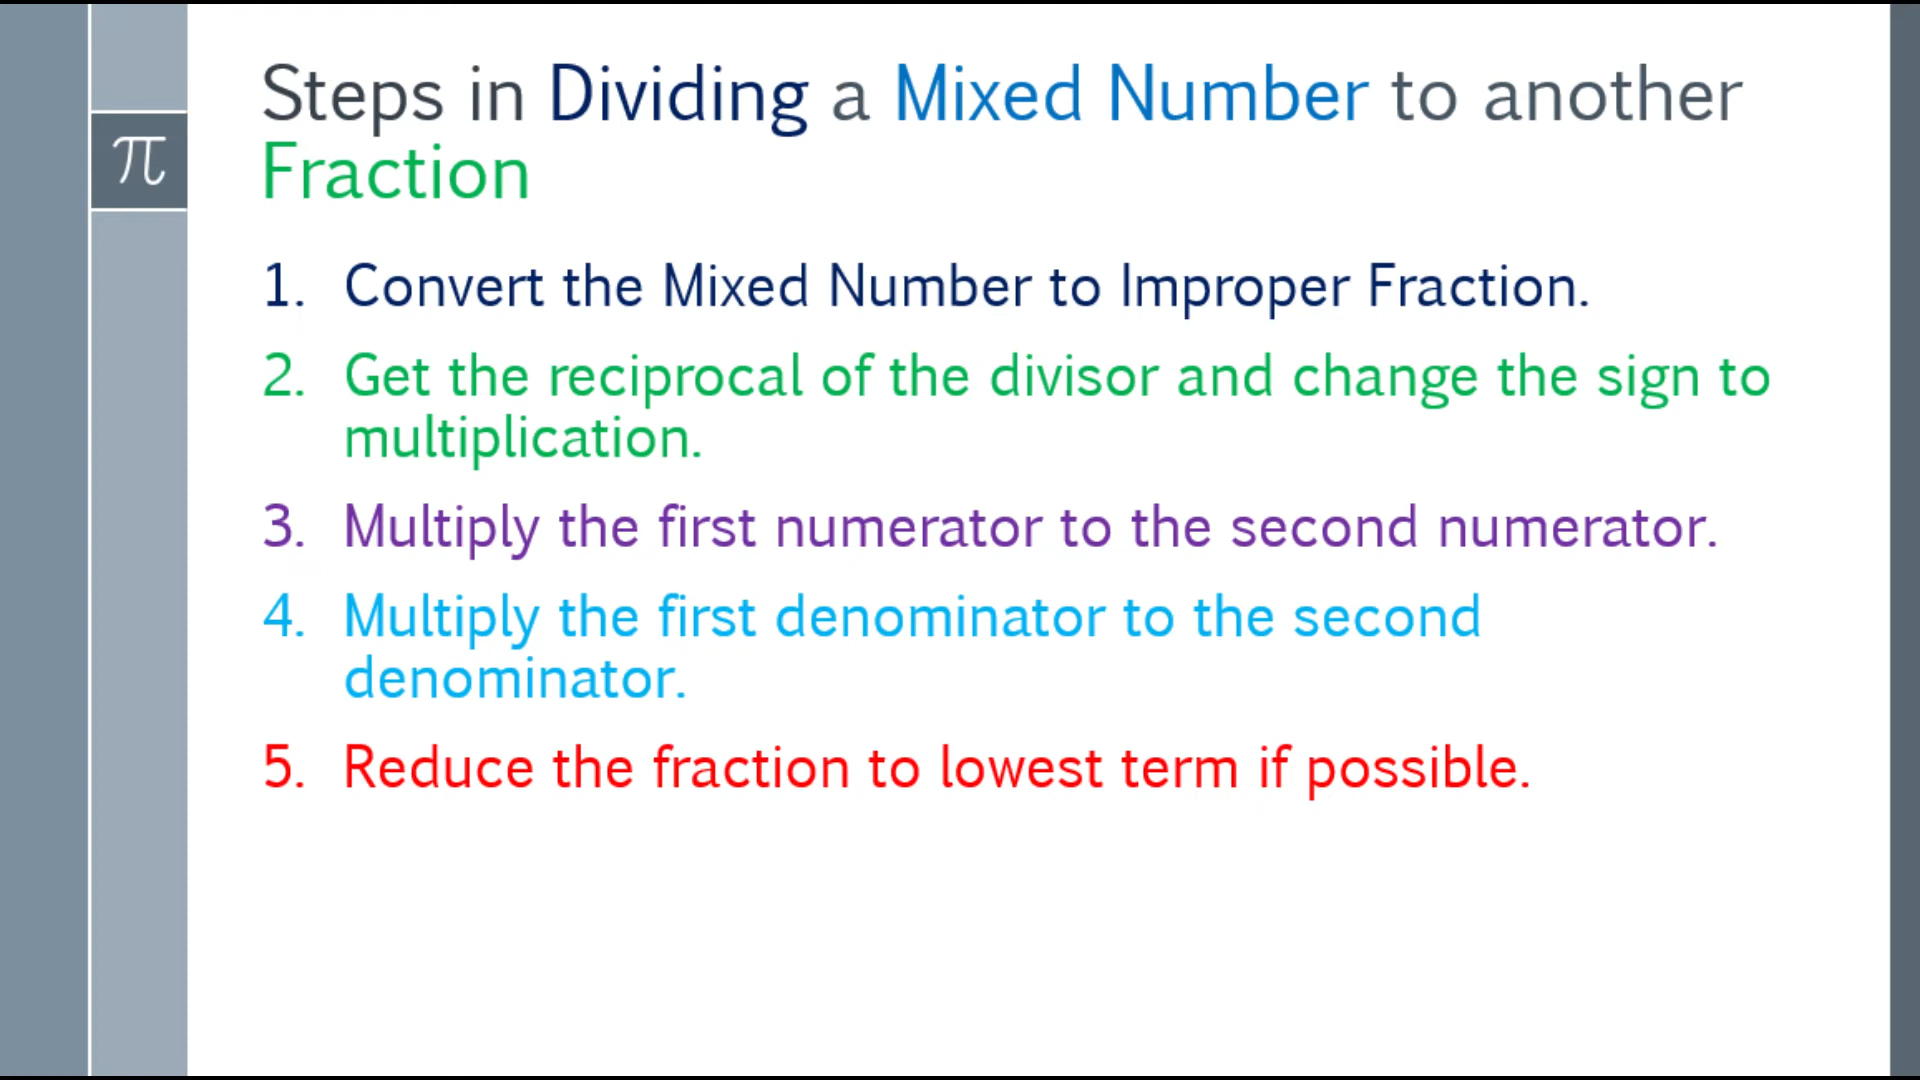 Steps in Dividing a Mixed Number to another
Fraction
π
1. Convert the Mixed Number to Improper Fraction.
2. Get the reciprocal of the divisor and change the sign to
multiplication.
3. Multiply the first numerator to the second numerator.
4. Multiply the first denominator to the second
denominator.
5. Reduce the fraction to lowest term if possible.